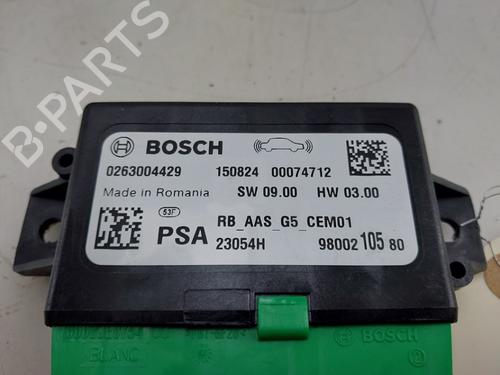 B-PARTS
BOSCH
0263004429 150824 00074712
Made in Romania SW 09.00 HW 03.00
53F
RB_AAS_G5_CEM01
PSA 23054H 98002 105 80
BLANC
BOSCH